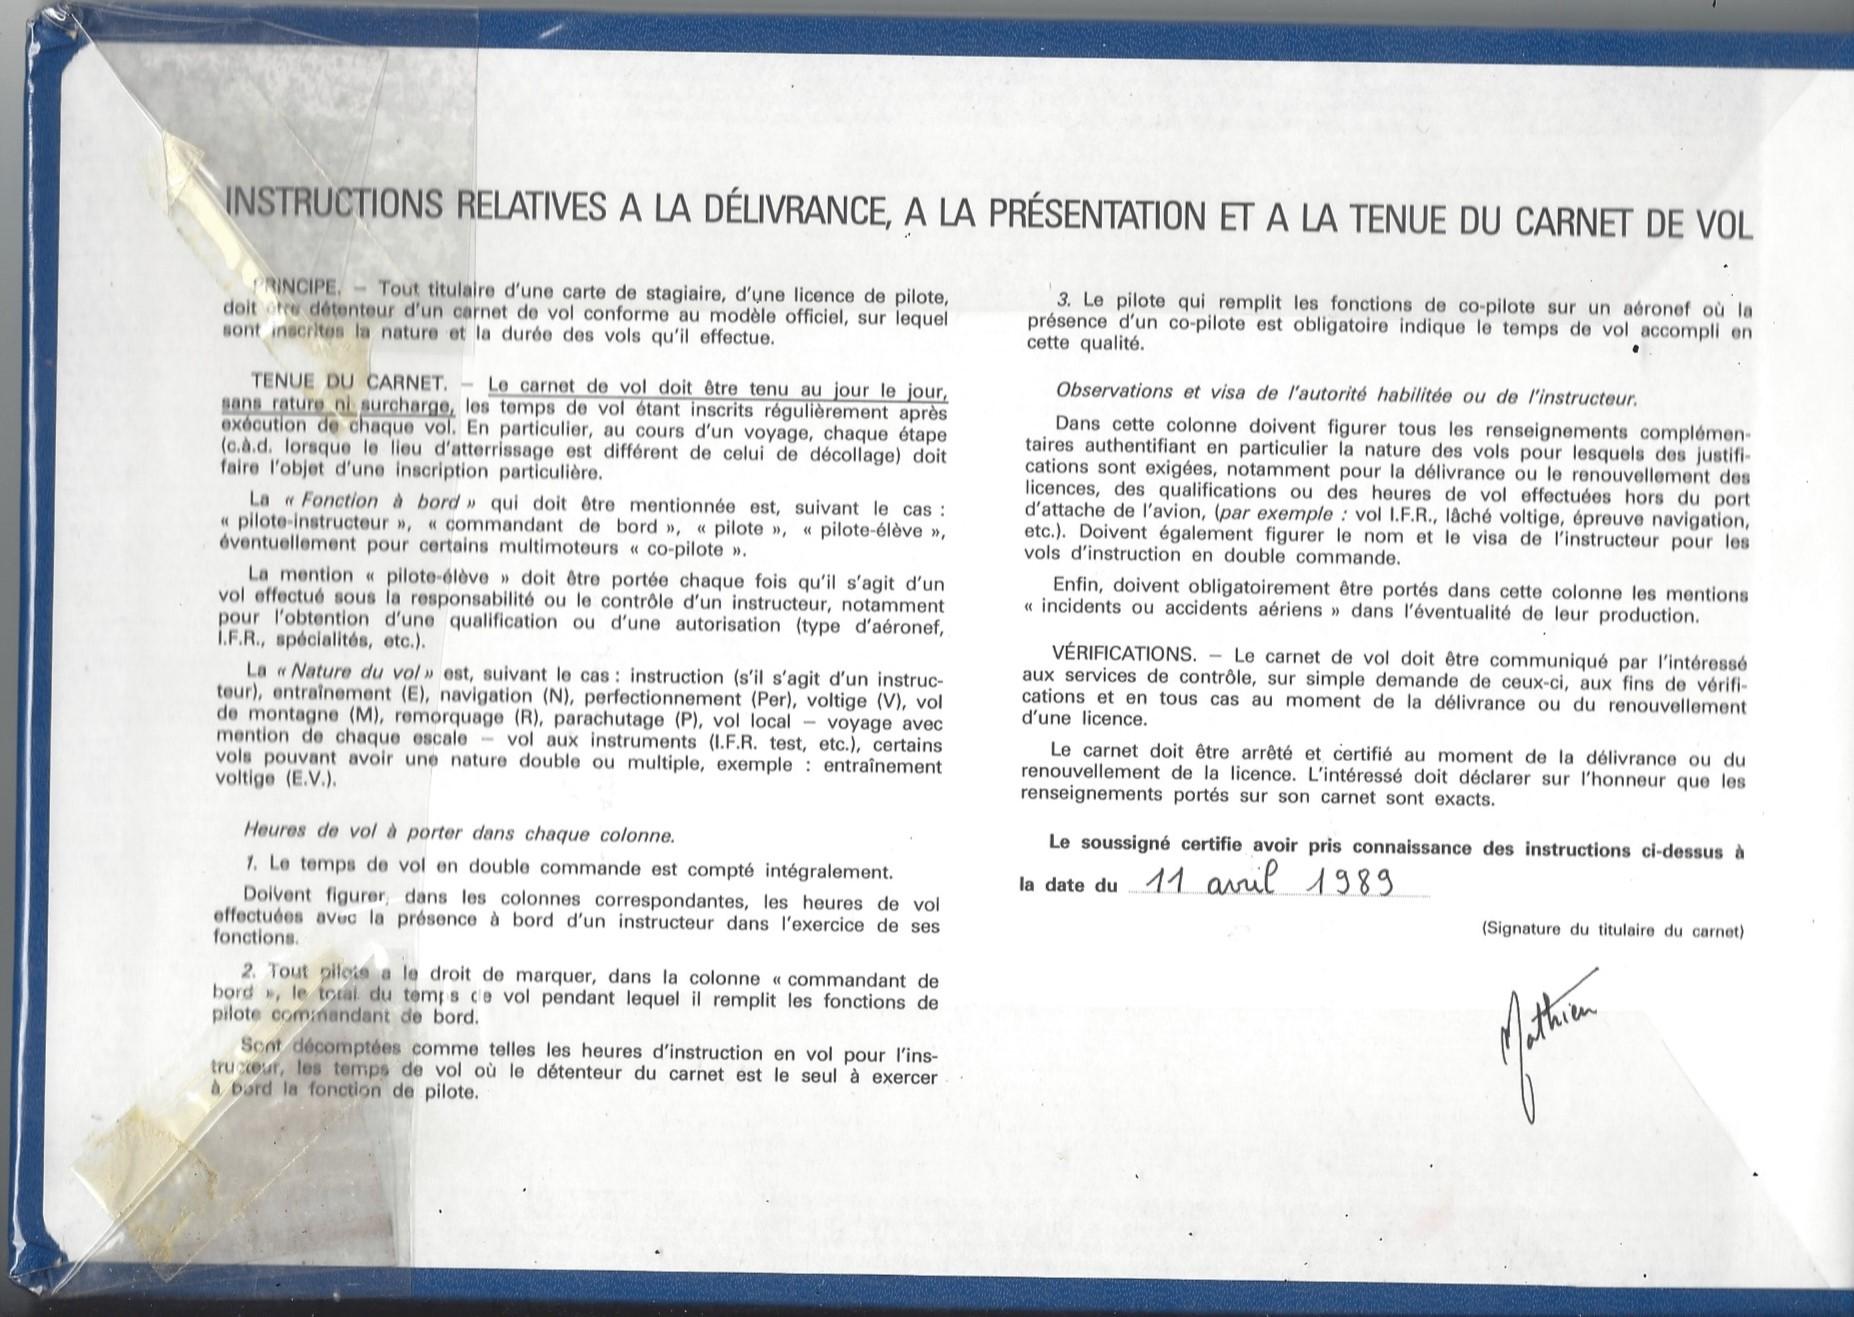 INSTRUCTIONS RELATIVES A LA DÉLIVRANCE, A LA PRÉSENTATION ET A LA TENUE DU CARNET DE VOL
PRINCIPE. – Tout titulaire d'une carte de stagiaire, d'une licence de pilote,
doit être détenteur d'un carnet de vol conforme au modèle officiel, sur lequel
sont inscrites la nature et la durée des vols qu'il effectue.
TENUE DU CARNET. – Le carnet de vol doit être tenu au jour le jour,
sans rature ni surcharge, les temps de vol étant inscrits régulièrement après
exécution de chaque vol. En particulier, au cours d'un voyage, chaque étape
(c.à.d. lorsque le lieu d'atterrissage est différent de celui de décollage) doit
faire l'objet d'une inscription particulière.
La « Fonction à bord » qui doit être mentionnée est, suivant le cas :
« pilote-instructeur », « commandant de bord », « pilote », « pilote-élève »,
éventuellement pour certains multimoteurs « co-pilote ».
La mention « pilote-élève » doit être portée chaque fois qu'il s'agit d'un
vol effectué sous la responsabilité ou le contrôle d'un instructeur, notamment
pour l'obtention d'une qualification ou d'une autorisation (type d'aéronef,
I.F.R., spécialités, etc.).
La « Nature du vol » est, suivant le cas : instruction (s'il s'agit d'un instruc-
teur), entraînement (E), navigation (N), perfectionnement (Per), voltige (V), vol
de montagne (M), remorquage (R), parachutage (P), vol local – voyage avec
mention de chaque escale – vol aux instruments (I.F.R. test, etc.), certains
vols pouvant avoir une nature double ou multiple, exemple : entraînement
voltige (E.V.).
Heures de vol à porter dans chaque colonne.
1. Le temps de vol en double commande est compté intégralement.
Doivent figurer, dans les colonnes correspondantes, les heures de vol
effectuées avec la présence à bord d'un instructeur dans l'exercice de ses
fonctions.
2. Tout pilote a le droit de marquer, dans la colonne « commandant de
bord », le total du temps de vol pendant lequel il remplit les fonctions de
pilote commandant de bord.
Sont décomptées comme telles les heures d'instruction en vol pour l'ins-
tructeur, les temps de vol où le détenteur du carnet est le seul à exercer
à bord la fonction de pilote.
3. Le pilote qui remplit les fonctions de co-pilote sur un aéronef où la
présence d'un co-pilote est obligatoire indique le temps de vol accompli en
cette qualité.
Observations et visa de l'autorité habilitée ou de l'instructeur.
Dans cette colonne doivent figurer tous les renseignements complémen-
taires authentifiant en particulier la nature des vols pour lesquels des justifi-
cations sont exigées, notamment pour la délivrance ou le renouvellement des
licences, des qualifications ou des heures de vol effectuées hors du port
d'attache de l'avion, (par exemple : vol I.F.R., lâché voltige, épreuve navigation,
etc.). Doivent également figurer le nom et le visa de l'instructeur pour les
vols d'instruction en double commande.
Enfin, doivent obligatoirement être portés dans cette colonne les mentions
« incidents ou accidents aériens » dans l'éventualité de leur production.
VÉRIFICATIONS. – Le carnet de vol doit être communiqué par l'intéressé
aux services de contrôle, sur simple demande de ceux-ci, aux fins de vérifi-
cations et en tous cas au moment de la délivrance ou du renouvellement
d'une licence.
Le carnet doit être arrêté et certifié au moment de la délivrance ou du
renouvellement de la licence. L'intéressé doit déclarer sur l'honneur que les
renseignements portés sur son carnet sont exacts.
Le soussigné certifie avoir pris connaissance des instructions ci-dessus à
la date du 11 avril 1989
(Signature du titulaire du carnet)
Mathieu